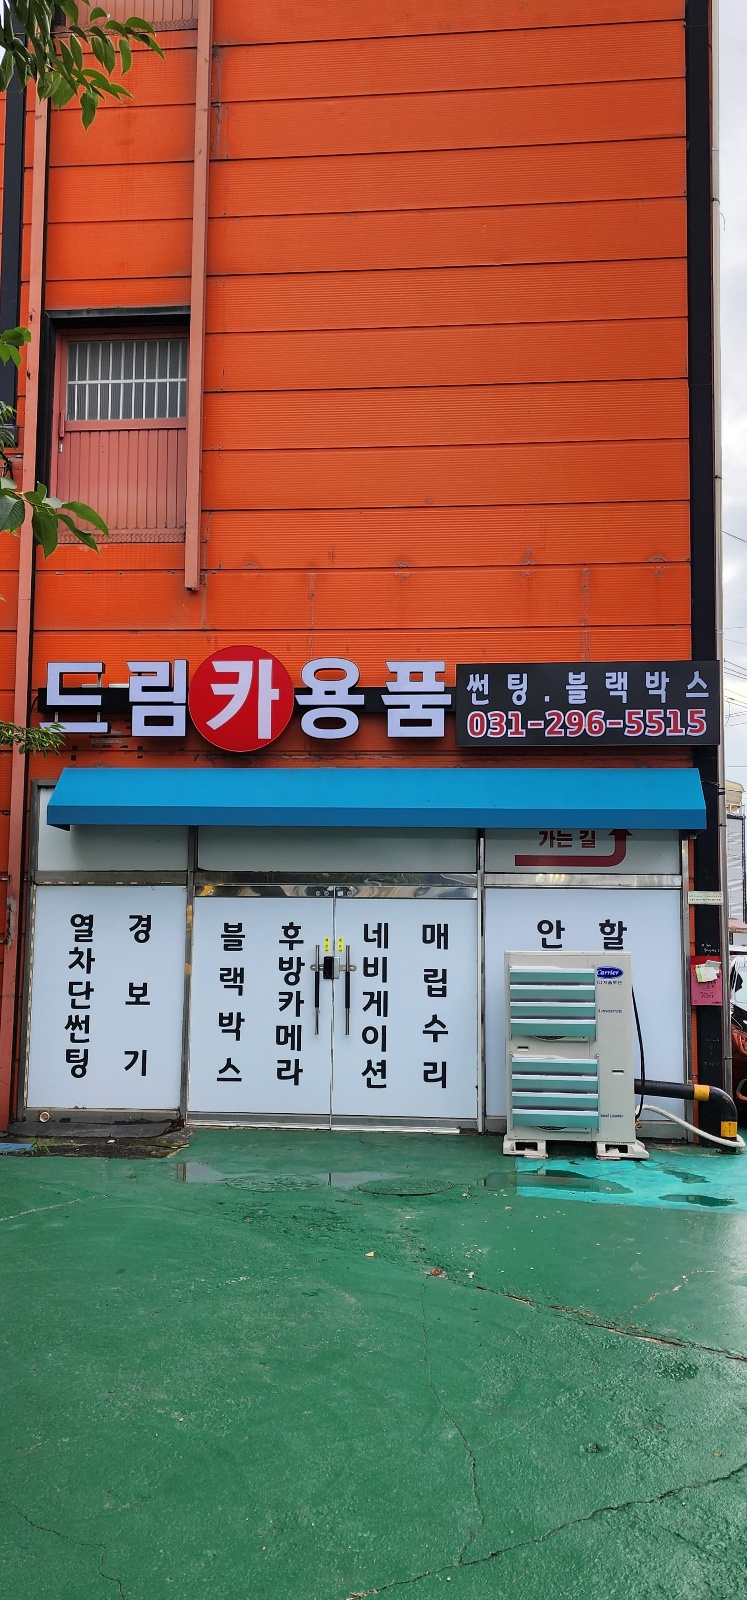 드림카용품
썬팅.블랙박스
031-296-5515
가는 길
열차단썬팅
경보기
블랙박스
후방카메라
네비게이션
매립수리
안 할
Carrier
INVERTER